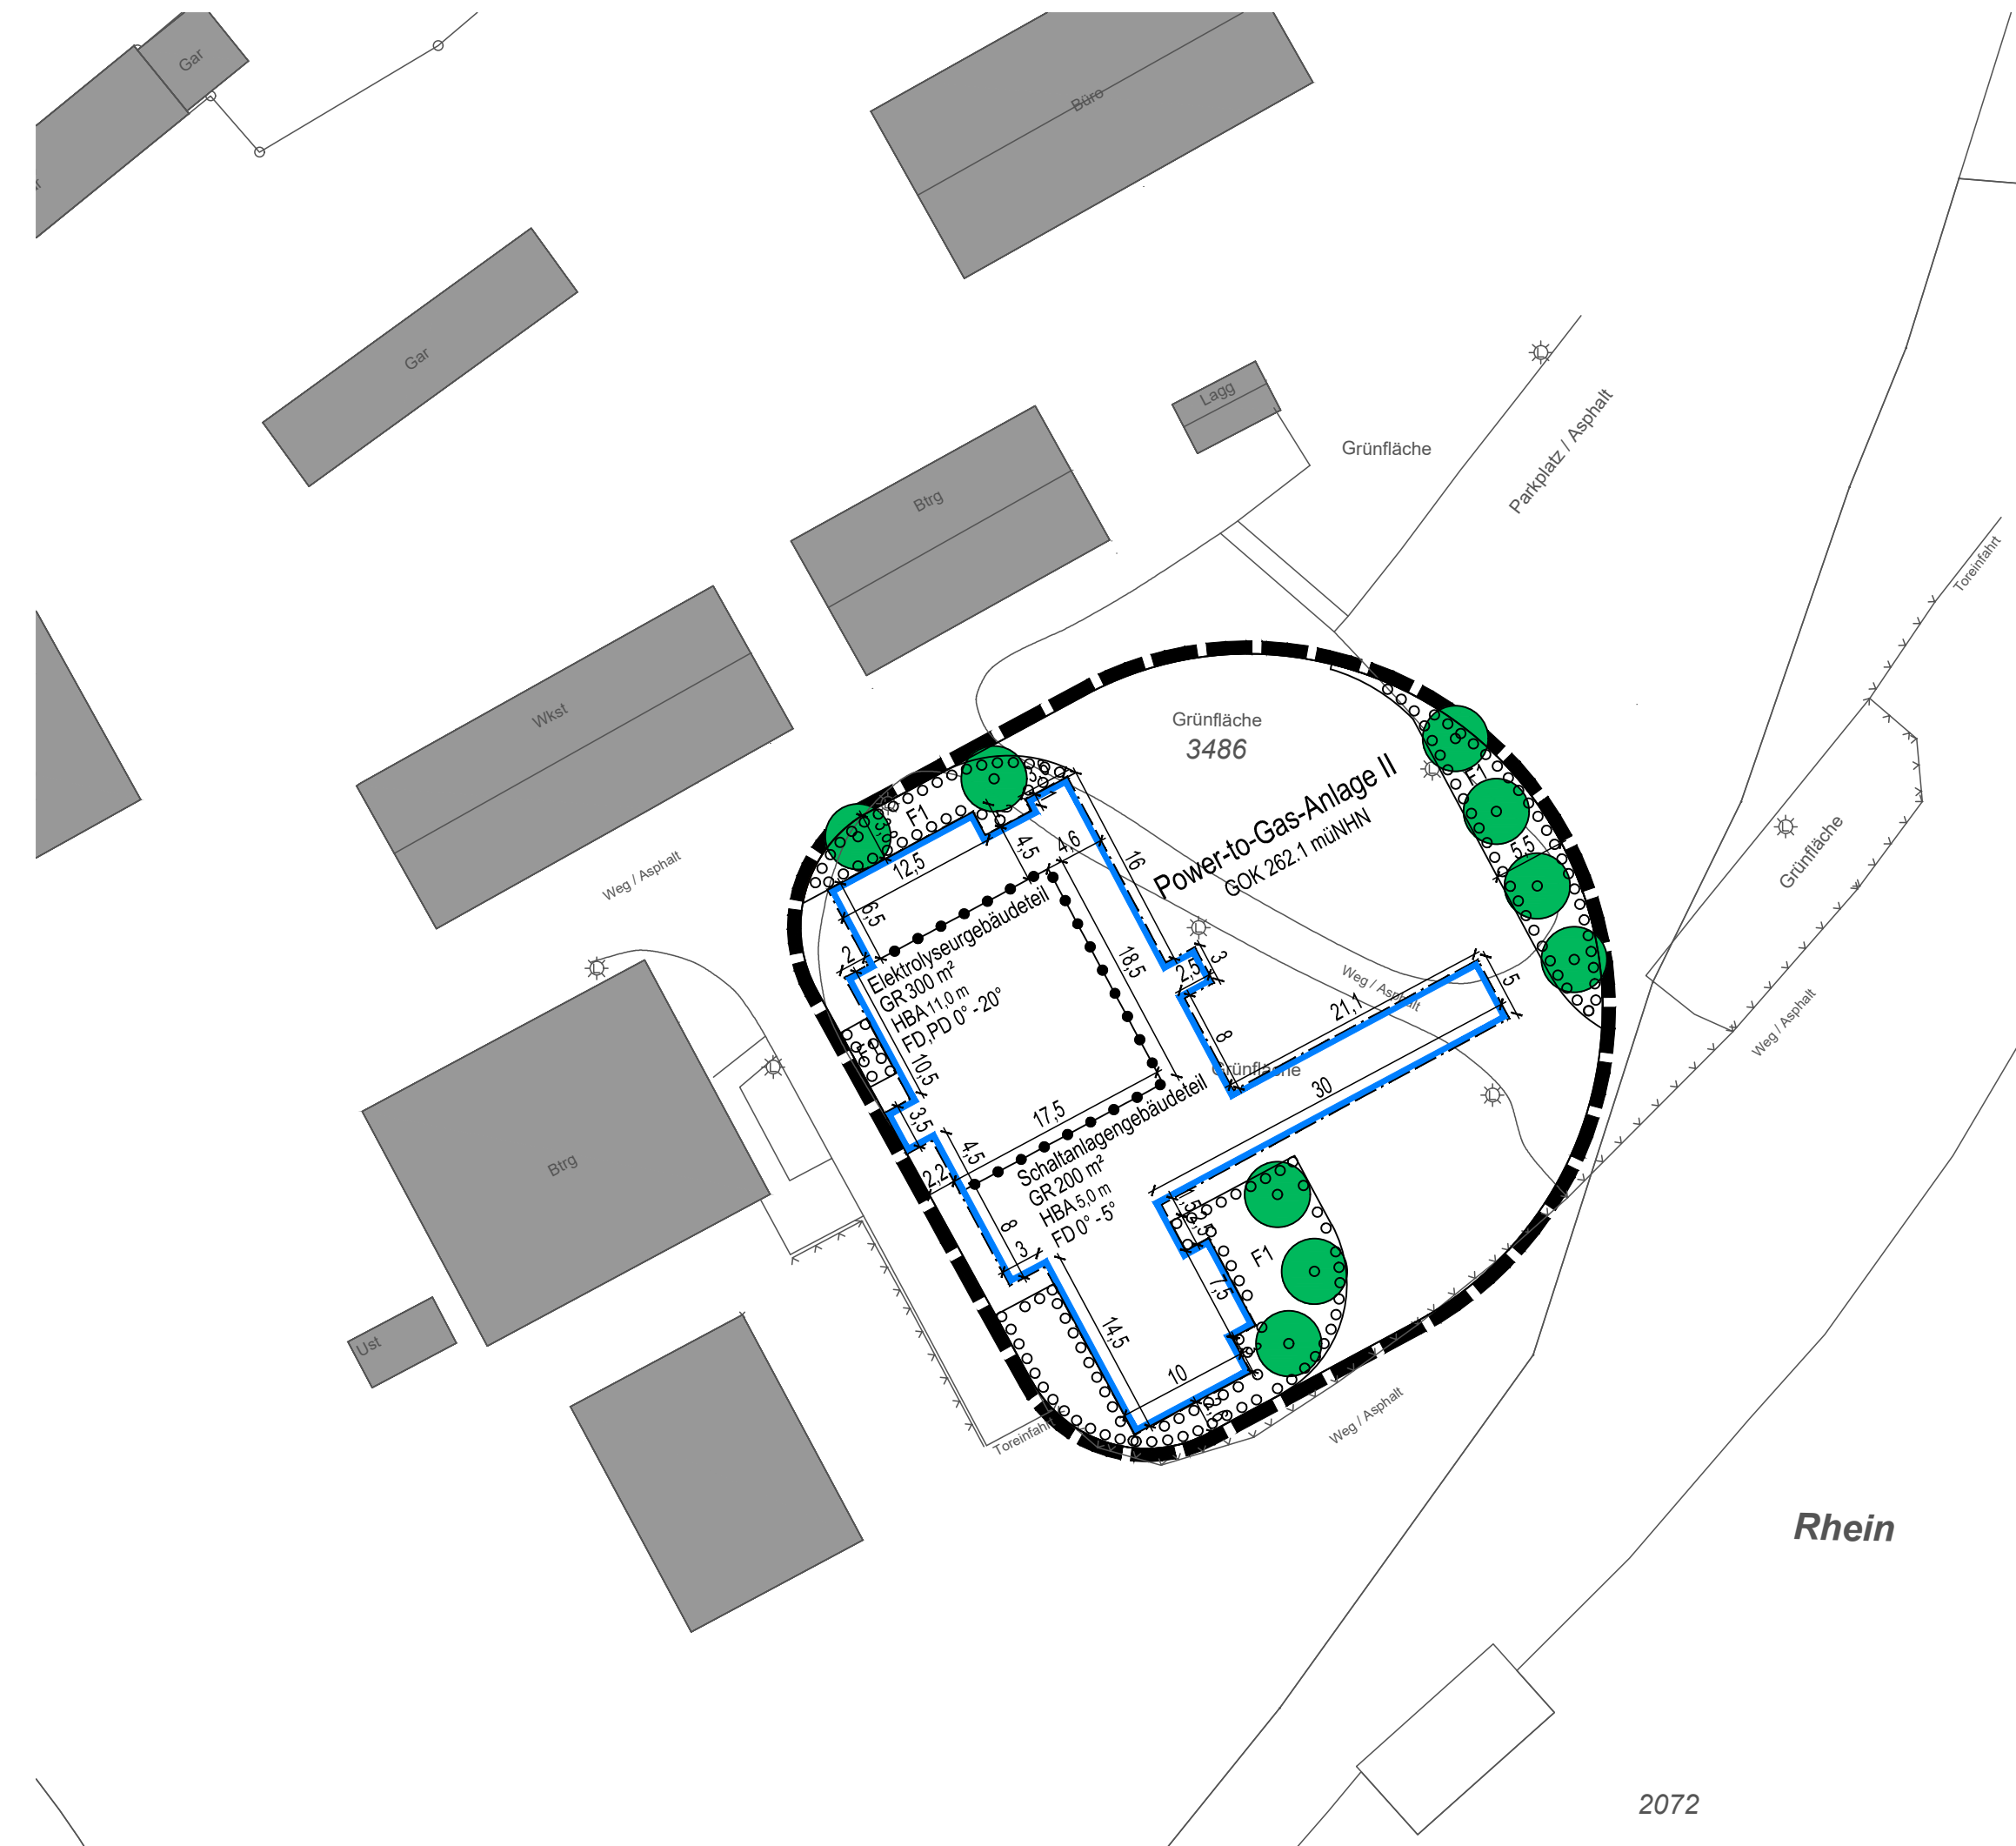 Gar
Büro
Gar
Lagg
Grünfläche
Parkplatz / Asphalt
Btrg
Toreinfahrt
Wkst
Grünfläche
3486
Power-to-Gas-Anlage II
GOK 262.1 müNHN
F1
F1
5,5
Grünfläche
Weg / Asphalt
12,5
4,5
4,6
16
6,5
2
Elektrolyseurgebäudeteil
GR 300 m²
HBA 11,0 m
FD,PD 0° - 20°
18,5
2,5
3
Weg / Asphalt
21,1
5
8
Weg / Asphalt
F1
10,5
Grünfläche
30
3,5
4,5
17,5
2,2
Schaltanlagengebäudeteil
GR 200 m²
HBA 5,0 m
FD 0° - 5°
Btrg
8
3
F1
7,5
14,5
10
Ust
Toreinfahrt
Weg / Asphalt
Rhein
2072